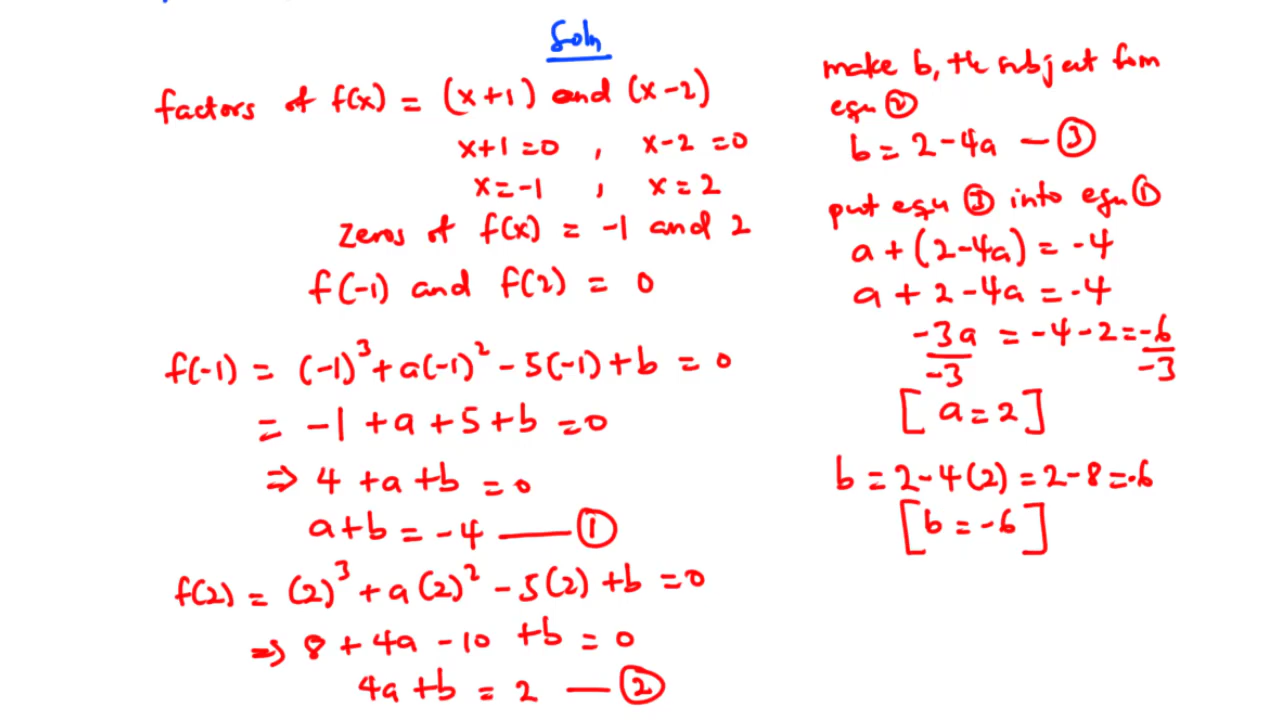 Soln
factors of f(x) = (x+1) and (x-2)
x+1=0 , x-2=0
x=-1 , x=2
zeros of f(x) = -1 and 2
f(-1) and f(2) = 0
f(-1) = (-1)³+a(-1)²-5(-1)+b = 0
= -1+a+5+b=0
⇒ 4+a+b=0
a+b=-4 —— ①
f(2) = (2)³+a(2)²-5(2)+b=0
⇒ 8+4a-10+b=0
4a+b=2 — ②
make b, the subject from
eqn ②
b=2-4a — ③
put eqn ③ into eqn ①
a+(2-4a)=-4
a+2-4a=-4
-3a = -4-2=-6
-3 -3
[a=2]
b=2-4(2)=2-8=-6
[b=-6]